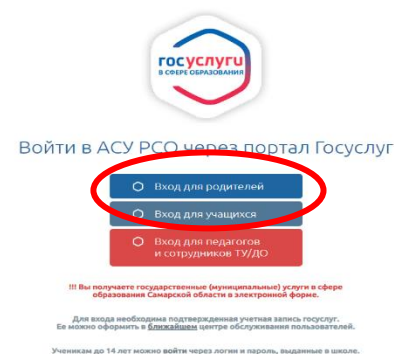 госуслуги
В СФЕРЕ ОБРАЗОВАНИЯ
Войти в АСУ РСО через портал Госуслуг
Вход для родителей
Вход для учащихся
Вход для педагогов
и сотрудников ТУ/ДО
!!! Вы получаете государственные (муниципальные) услуги в сфере
образования Самарской области в электронной форме.
Для входа необходима подтвержденная учетная запись госуслуг.
Ее можно оформить в ближайшем центре обслуживания пользователей.
Ученикам до 14 лет можно войти через логин и пароль, выданные в школе.